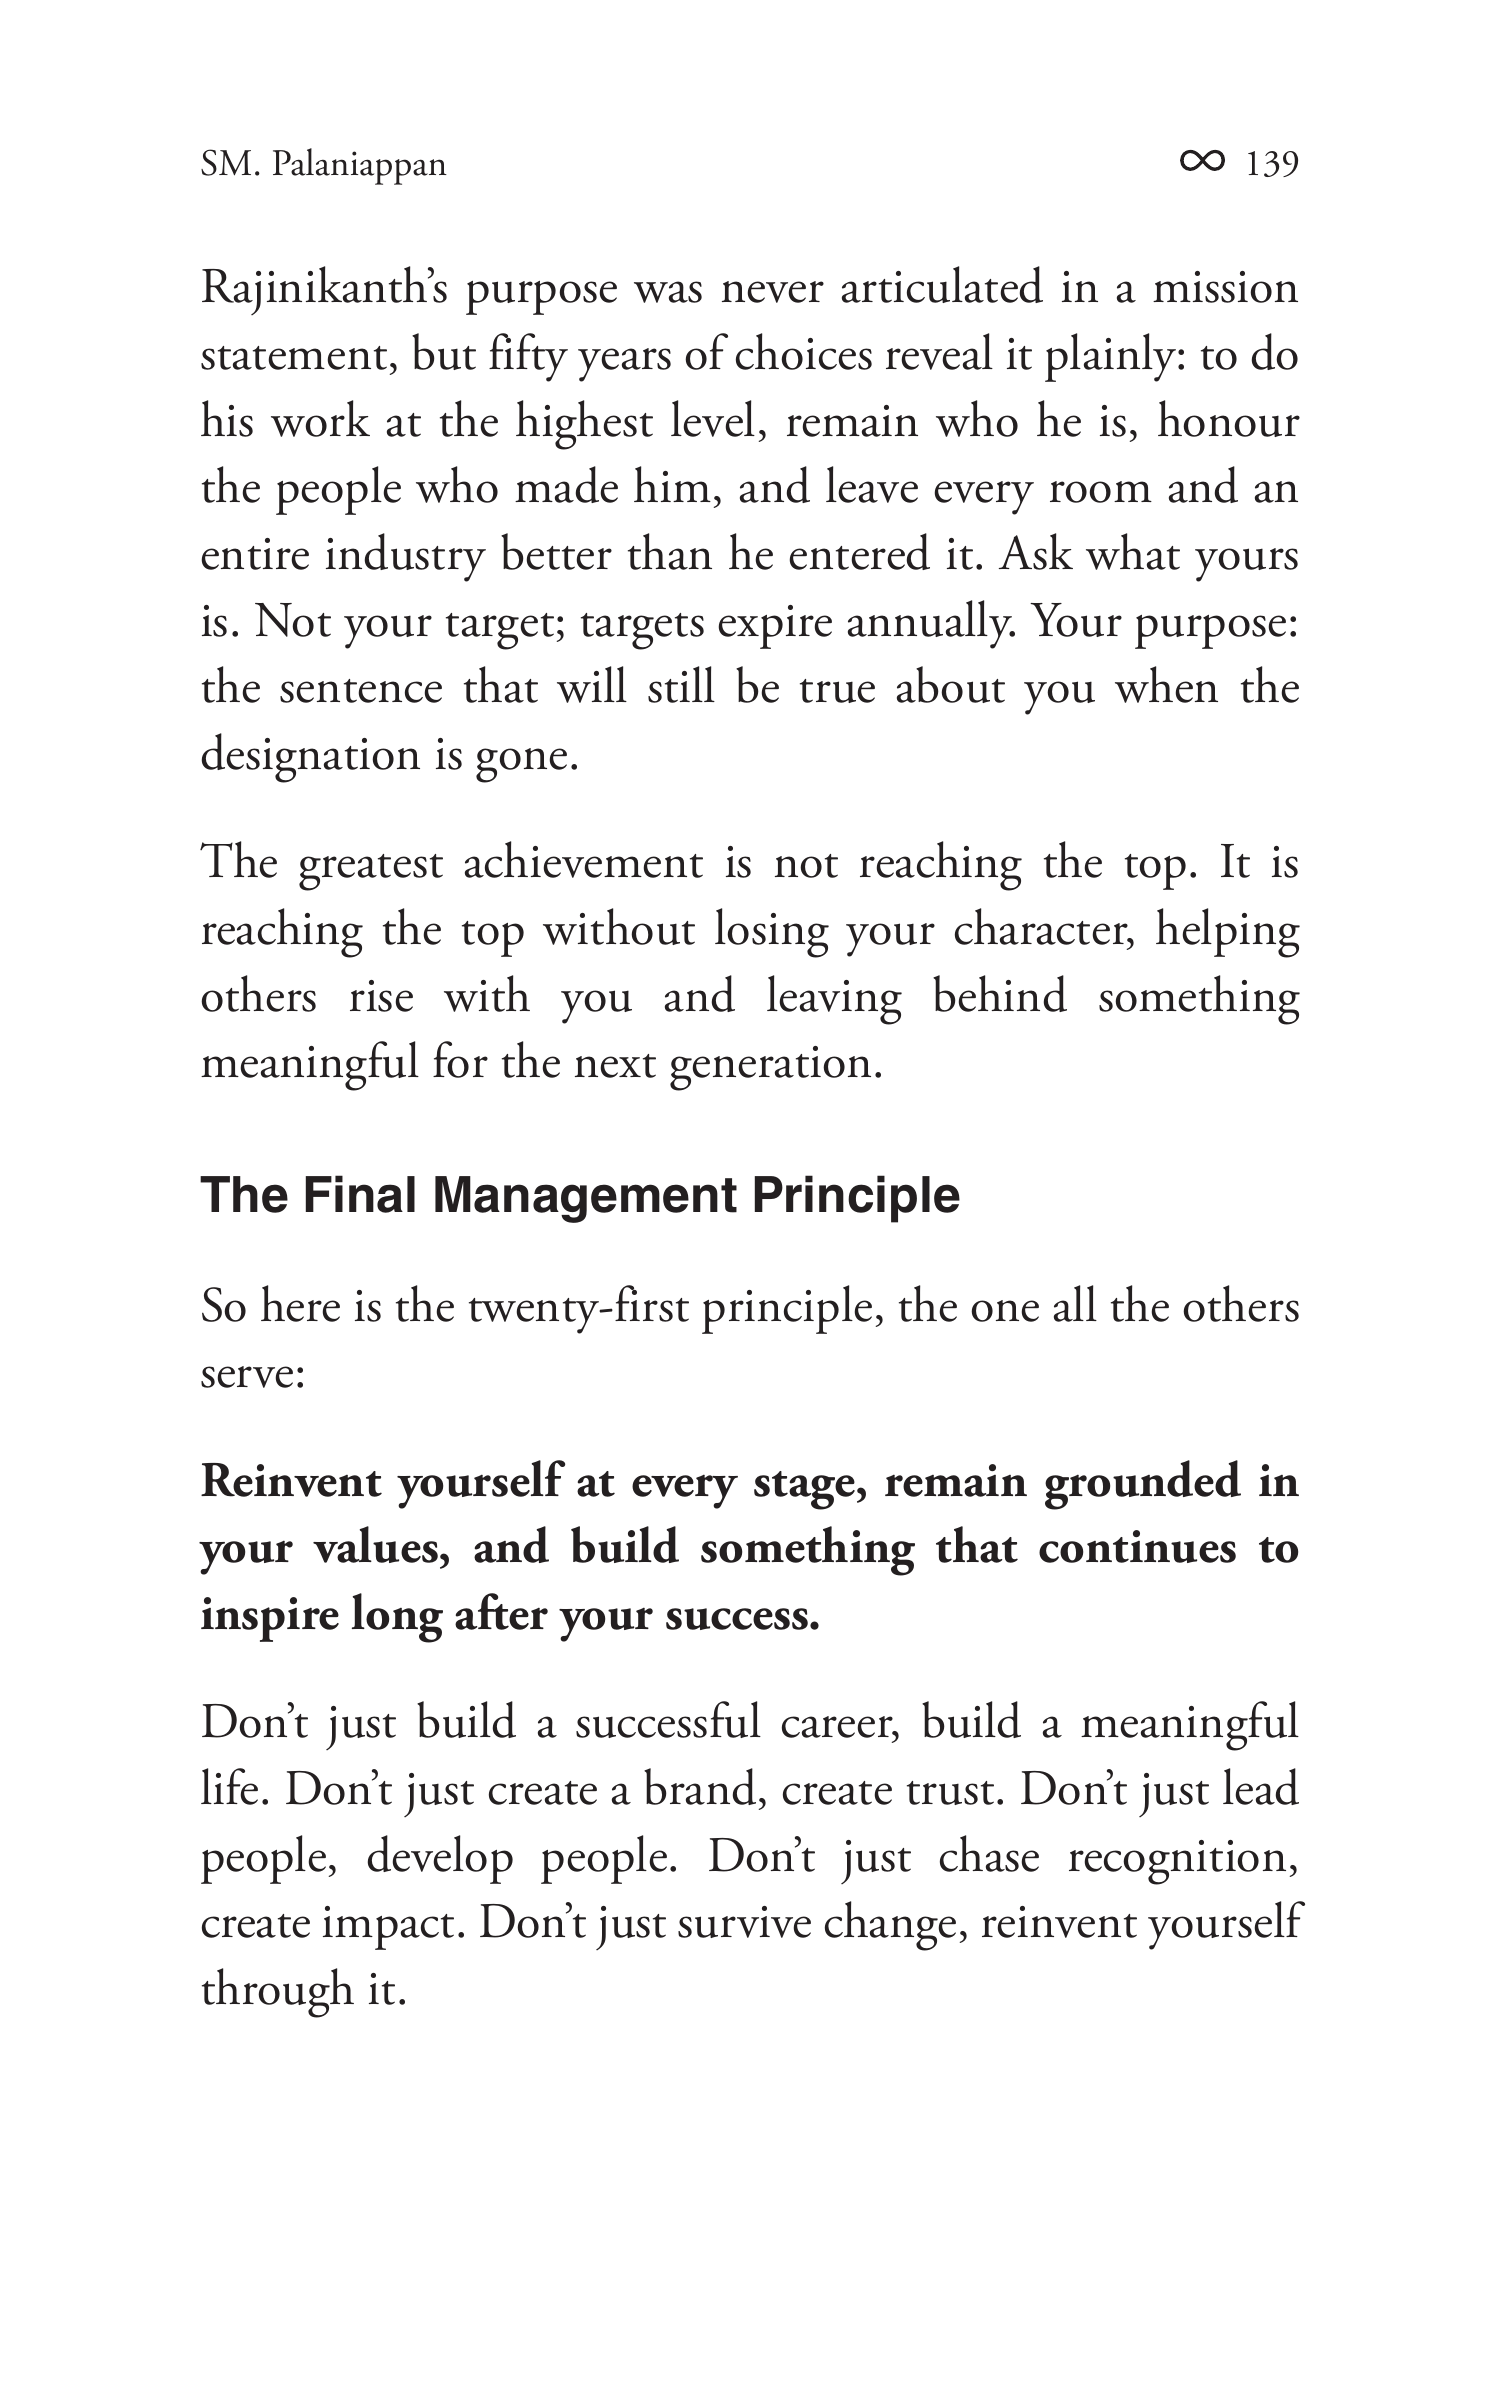 SM. Palaniappan ∞ 139
Rajinikanth’s purpose was never articulated in a mission
statement, but fifty years of choices reveal it plainly: to do
his work at the highest level, remain who he is, honour
the people who made him, and leave every room and an
entire industry better than he entered it. Ask what yours
is. Not your target; targets expire annually. Your purpose:
the sentence that will still be true about you when the
designation is gone.
The greatest achievement is not reaching the top. It is
reaching the top without losing your character, helping
others rise with you and leaving behind something
meaningful for the next generation.
The Final Management Principle
So here is the twenty-first principle, the one all the others
serve:
Reinvent yourself at every stage, remain grounded in
your values, and build something that continues to
inspire long after your success.
Don’t just build a successful career, build a meaningful
life. Don’t just create a brand, create trust. Don’t just lead
people, develop people. Don’t just chase recognition,
create impact. Don’t just survive change, reinvent yourself
through it.